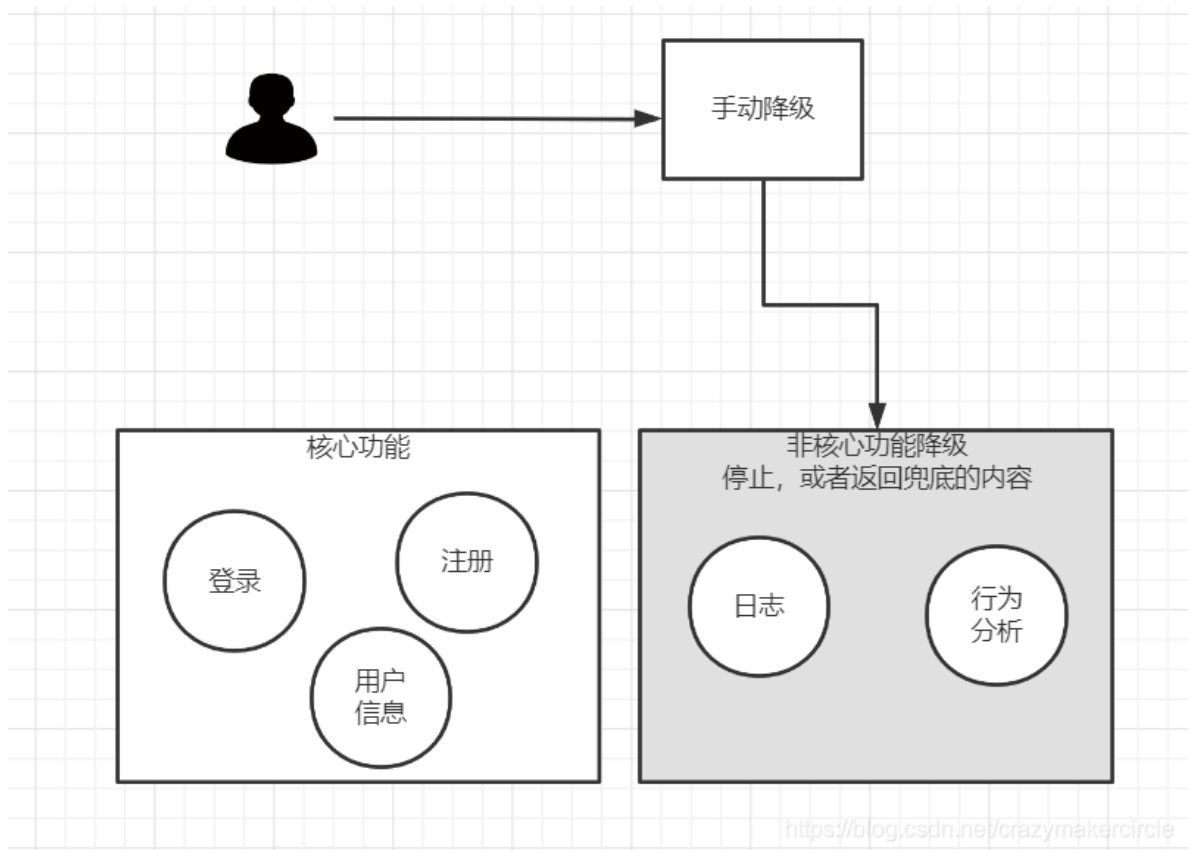 手动降级
核心功能
登录
注册
用户
信息
非核心功能降级
停止，或者返回兜底的内容
日志
行为
分析
https://blog.csdn.net/crazymakercircle